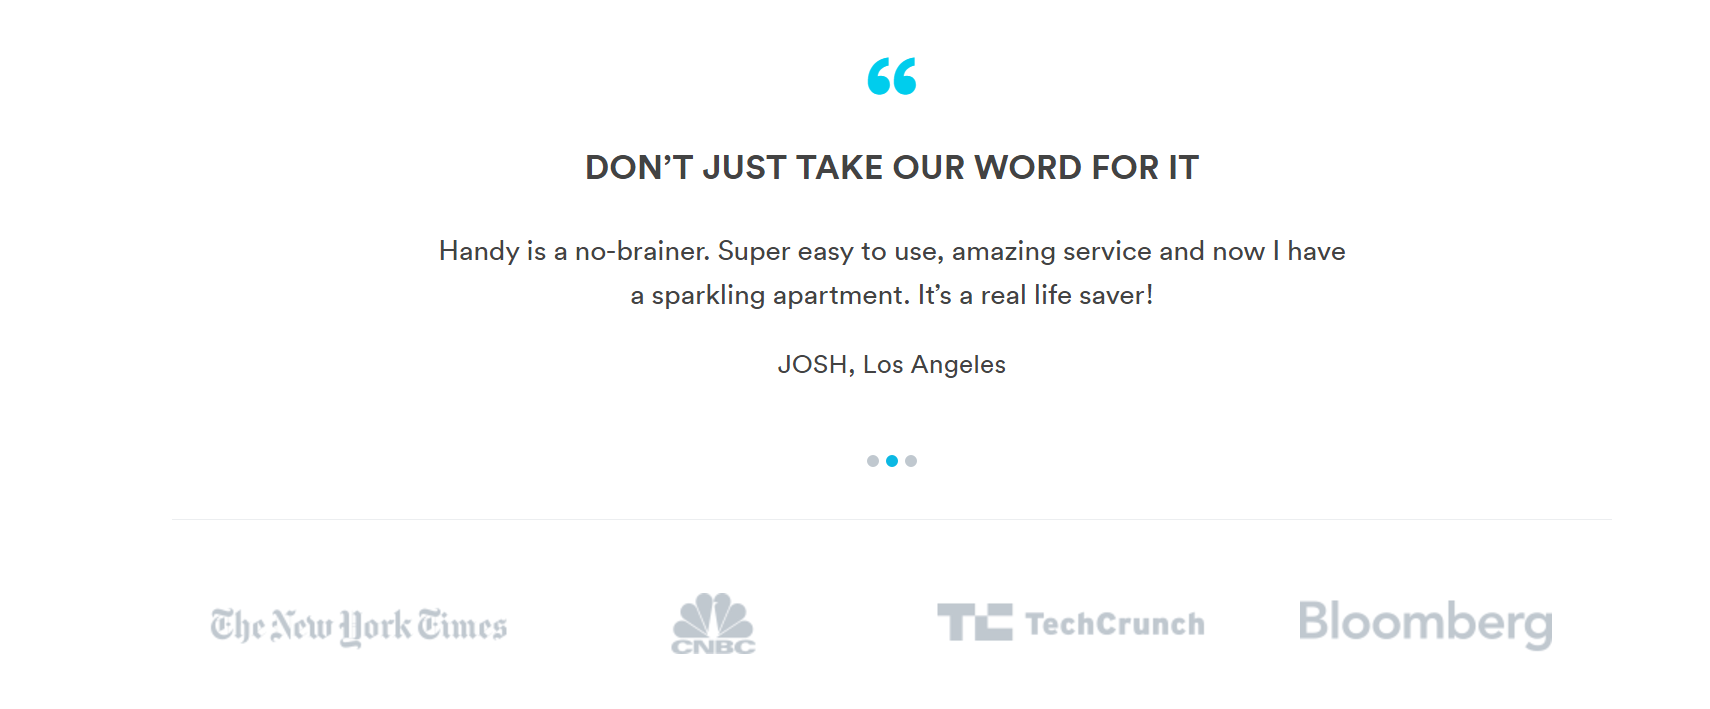 “
DON’T JUST TAKE OUR WORD FOR IT
Handy is a no-brainer. Super easy to use, amazing service and now I have
a sparkling apartment. It’s a real life saver!
JOSH, Los Angeles
The New York Times
CNBC
TC TechCrunch
Bloomberg